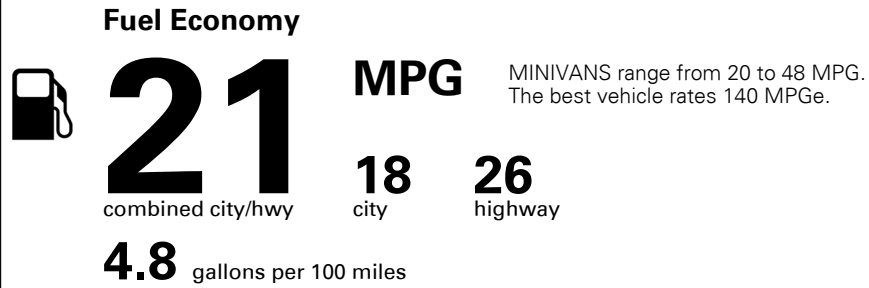 Fuel Economy
21 MPG
MINIVANS range from 20 to 48 MPG.
The best vehicle rates 140 MPGe.
18 26
combined city/hwy city highway
4.8 gallons per 100 miles